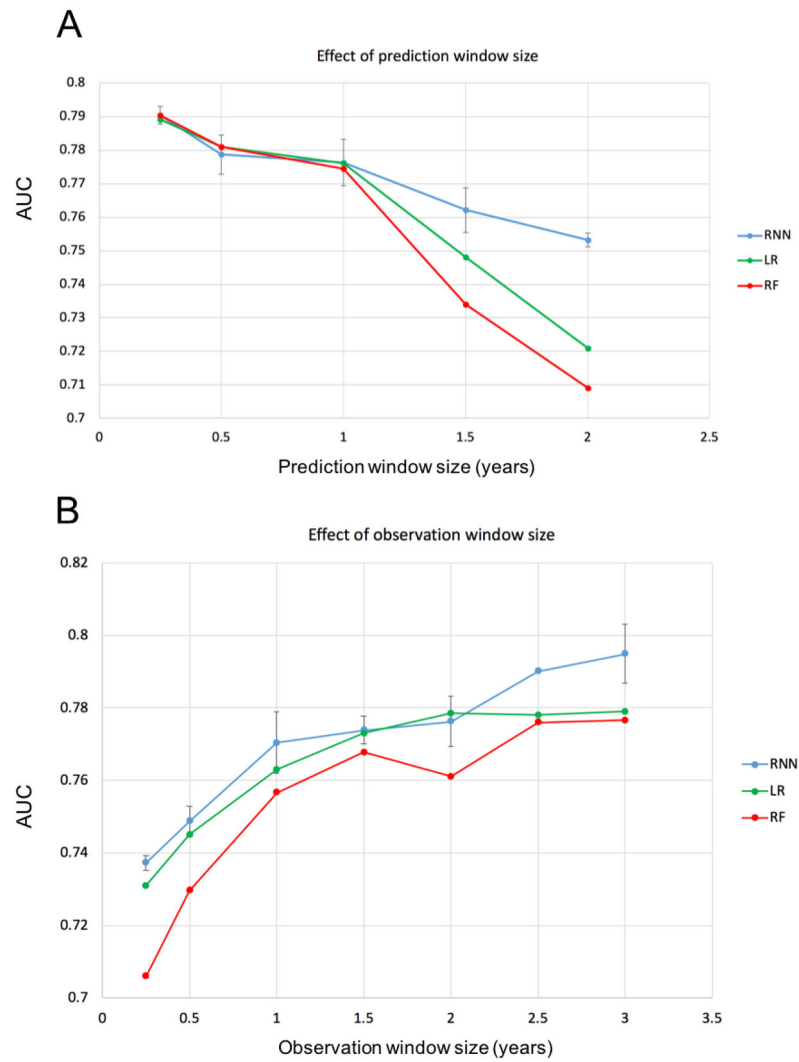 A
Effect of prediction window size
0.8
0.79
0.78
0.77
0.76
0.75
0.74
0.73
0.72
0.71
0.7
AUC
0
0.5
1
1.5
2
2.5
Prediction window size (years)
RNN
LR
RF
B
Effect of observation window size
0.82
0.8
0.78
0.76
0.74
0.72
0.7
AUC
0
0.5
1
1.5
2
2.5
3
3.5
Observation window size (years)
RNN
LR
RF